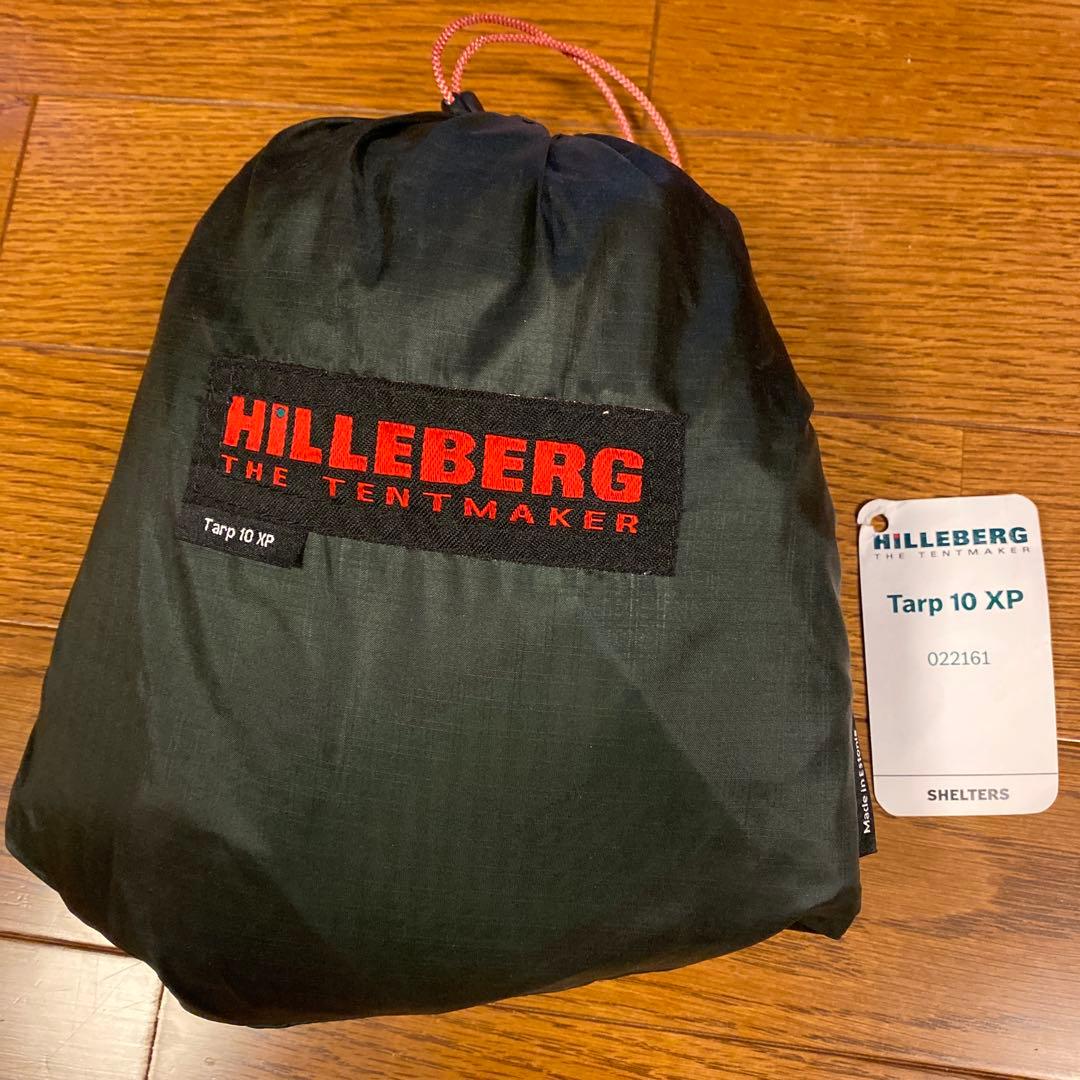 HiLLEBERG
THE TENTMAKER
Tarp 10 XP
HiLLEBERG
THE TENTMAKER
Tarp 10 XP
022161
SHELTERS
Made in Estonia